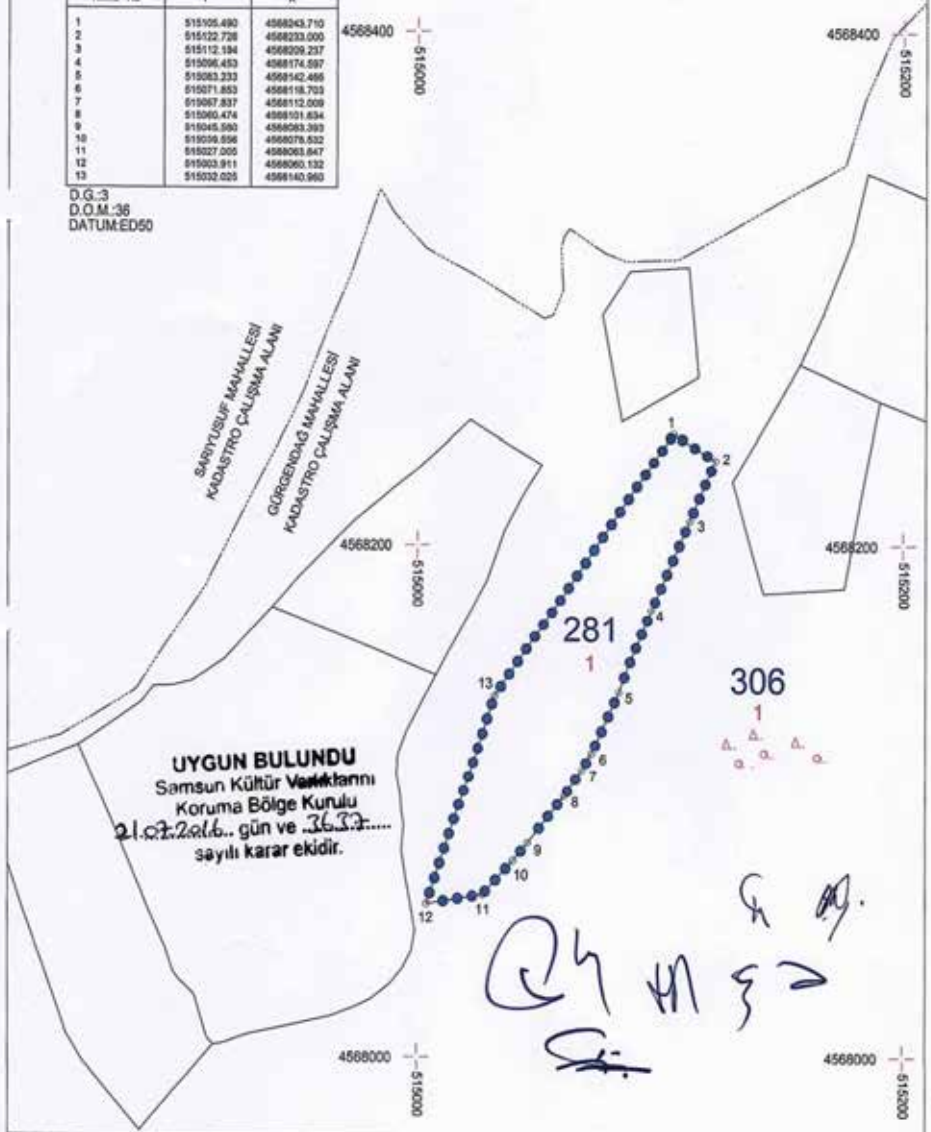 1 515105.490 4568243.710
2 515122.728 4568233.000
3 515112.194 4568209.237
4 515096.453 4568174.597
5 515083.233 4568142.466
6 515071.853 4568118.703
7 515067.837 4568112.009
8 515060.474 4568101.634
9 515045.580 4568083.393
10 515039.556 4568076.532
11 515027.005 4568063.647
12 515003.911 4568060.132
13 515032.025 4568140.960
D.G.:3
D.O.M.:36
DATUM:ED50
4568400
515000
4568400
515200
SARIYUSUF MAHALLESİ
KADASTRO ÇALIŞMA ALANI
GÜRGENDAĞ MAHALLESİ
KADASTRO ÇALIŞMA ALANI
1
2
3
4568200
515000
4568200
515200
4
281
1
13
5
306
1
6
7
8
9
10
11
12
UYGUN BULUNDU
Samsun Kültür Varlıklarını
Koruma Bölge Kurulu
21.07.2016.. gün ve ..3637.....
sayılı karar ekidir.
4568000
515000
4568000
515200